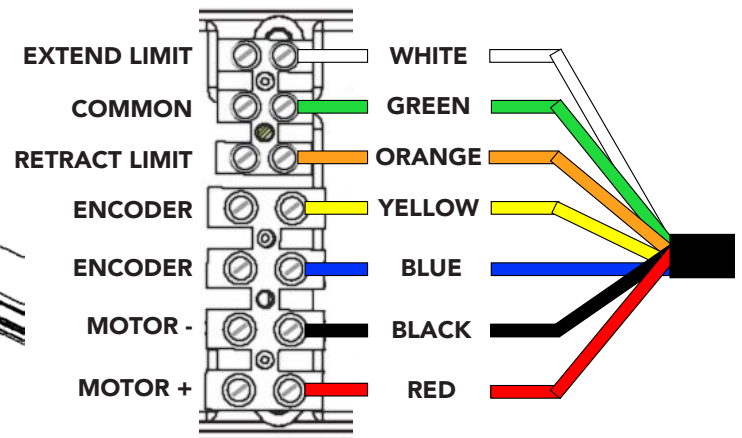 EXTEND LIMIT WHITE
COMMON GREEN
RETRACT LIMIT ORANGE
ENCODER YELLOW
ENCODER BLUE
MOTOR - BLACK
MOTOR + RED